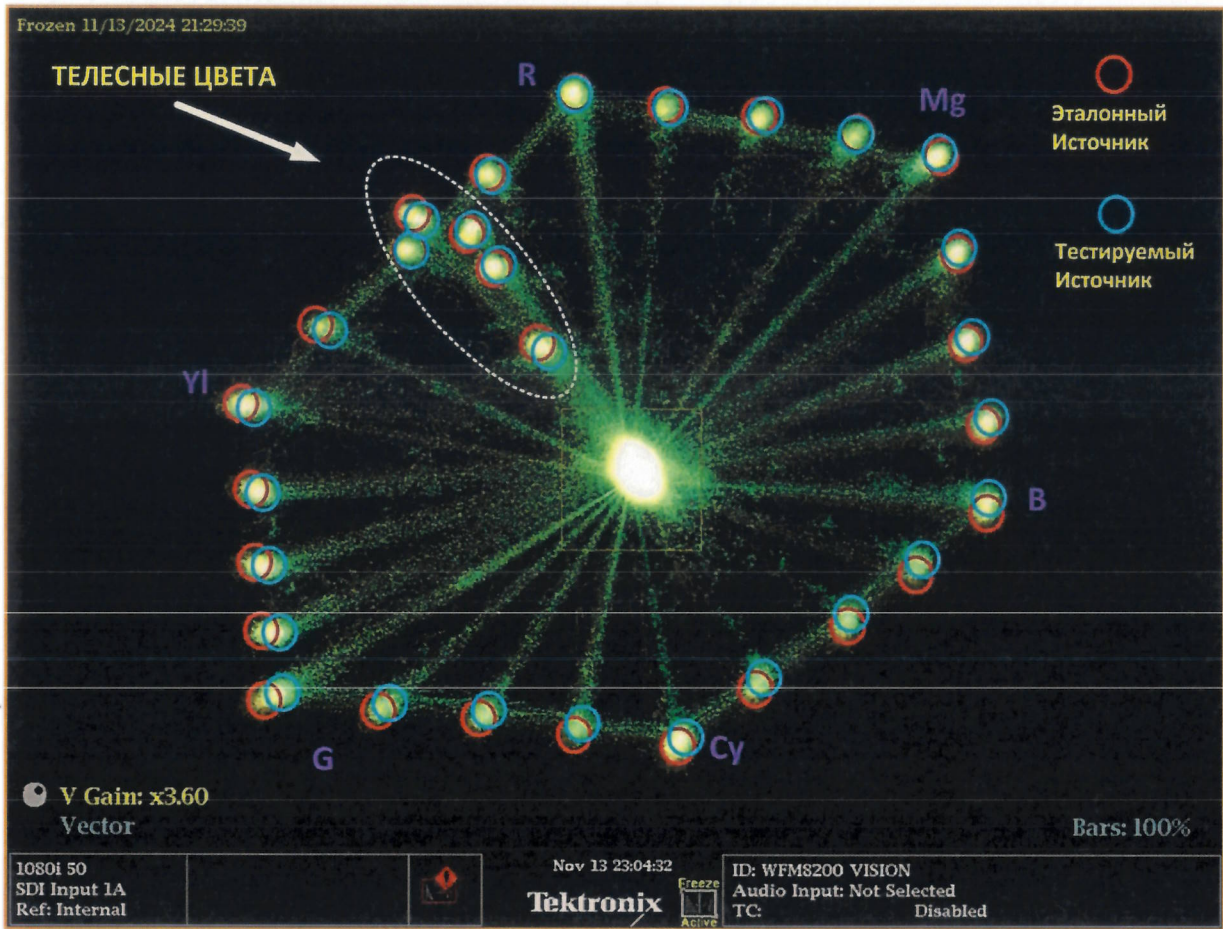 Frozen 11/13/2024 21:29:39
ТЕЛЕСНЫЕ ЦВЕТА
R
Mg
Эталонный
Источник
Тестируемый
Источник
Yl
B
G
Cy
V Gain: x3.60
Vector
Bars: 100%
1080i 50
SDI Input 1A
Ref: Internal
Nov 13 23:04:32
Tektronix
Freeze
Active
ID: WFM8200 VISION
Audio Input: Not Selected
TC: Disabled